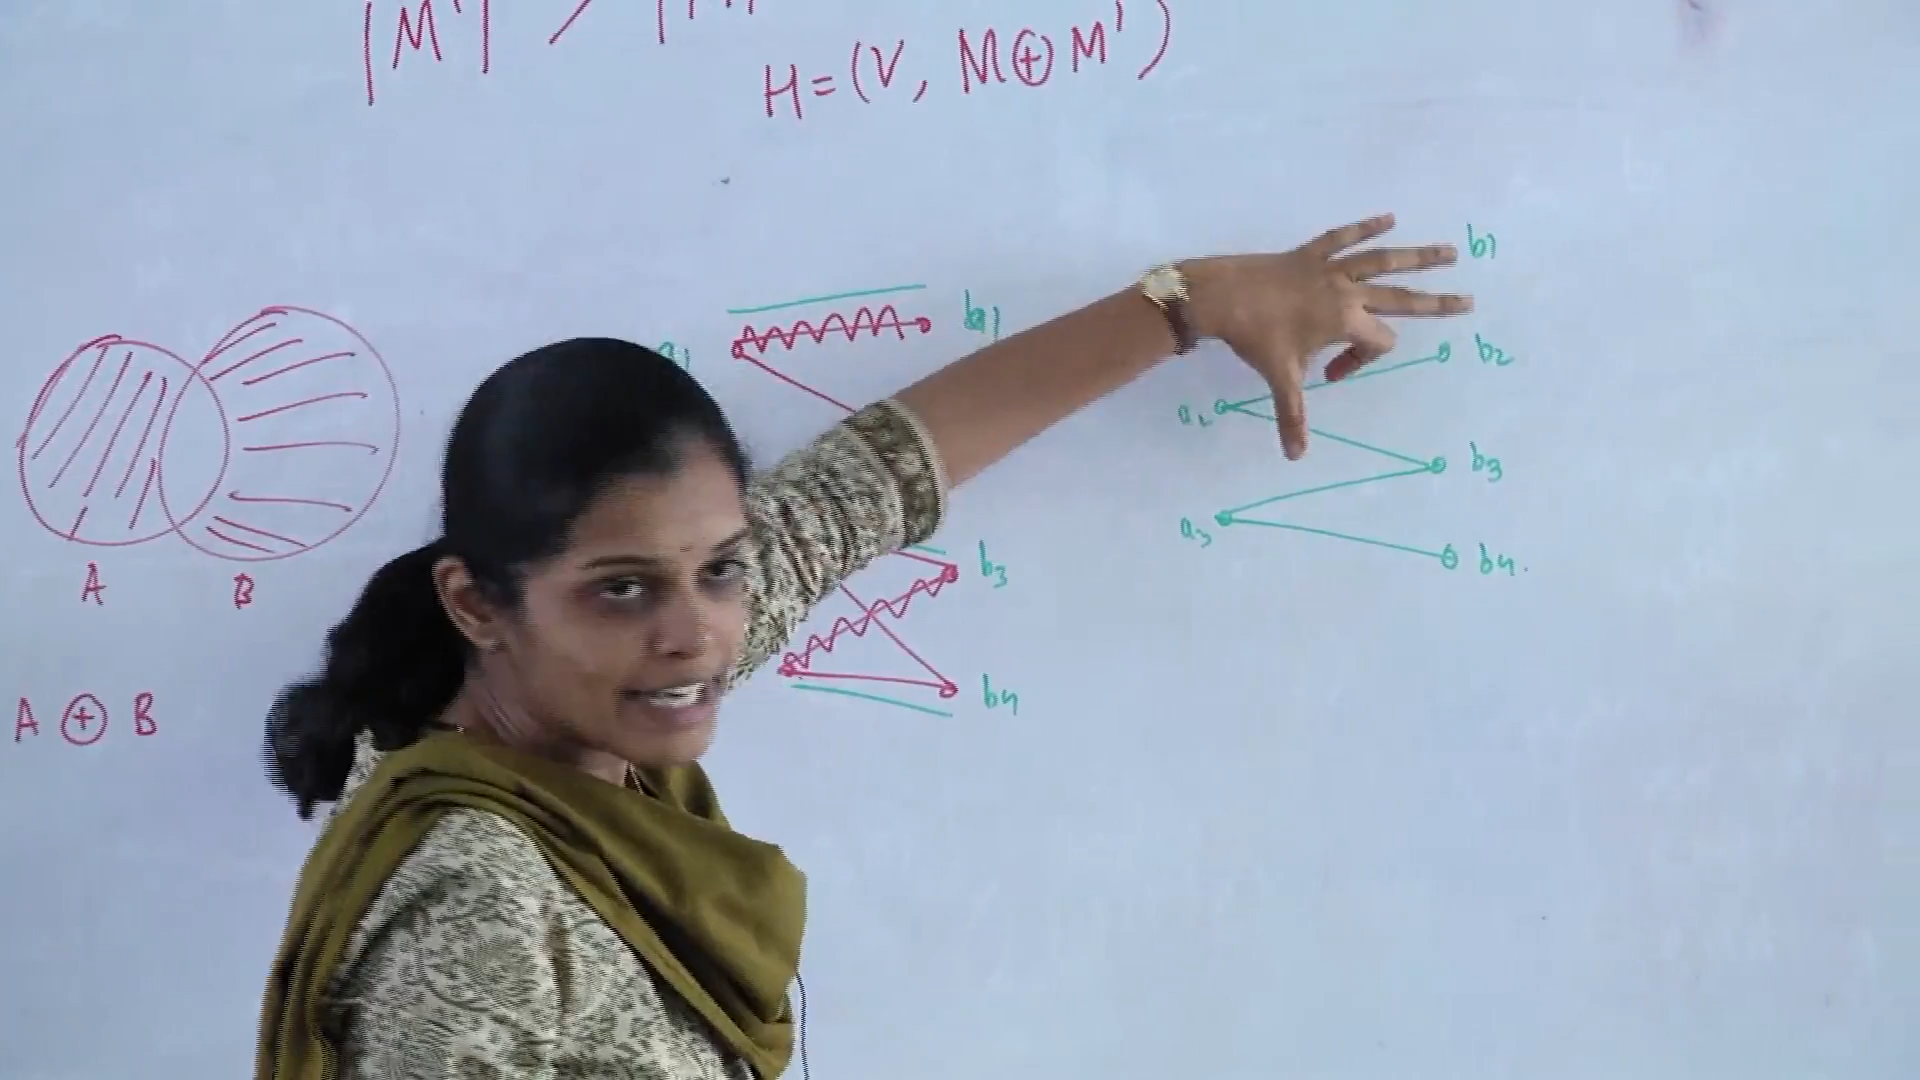 |M'| > |M|
H = (V, M ⊕ M')
a1 b1
b3
b4
A B
A ⊕ B
b1
b2
a2
b3
a3
b4.